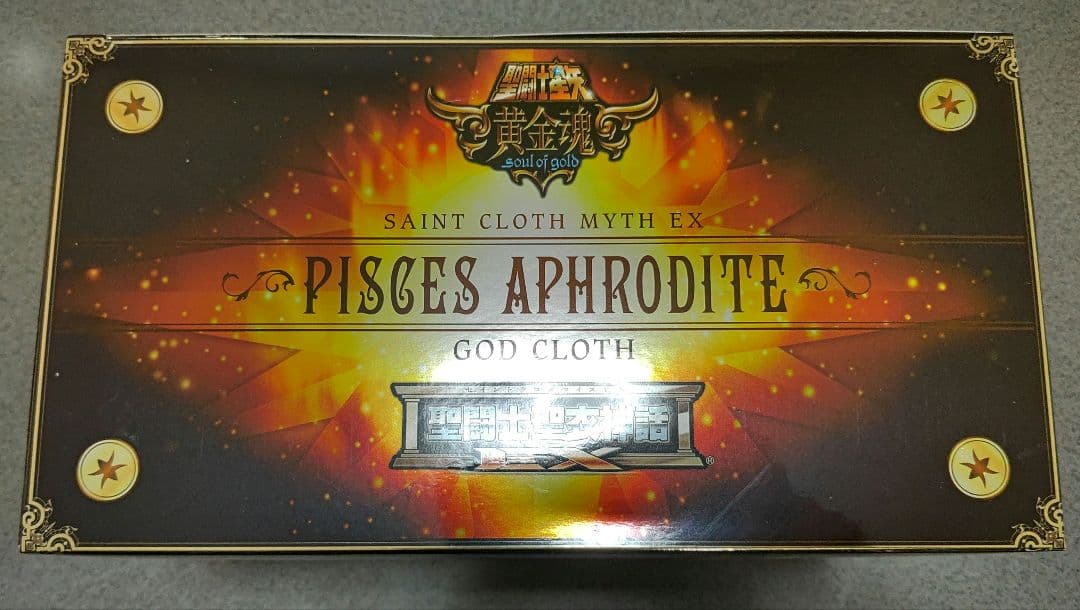 聖闘士星矢
黄金魂
soul of gold
SAINT CLOTH MYTH EX
PISCES APHRODITE
GOD CLOTH
聖闘士聖衣神話
EX
®